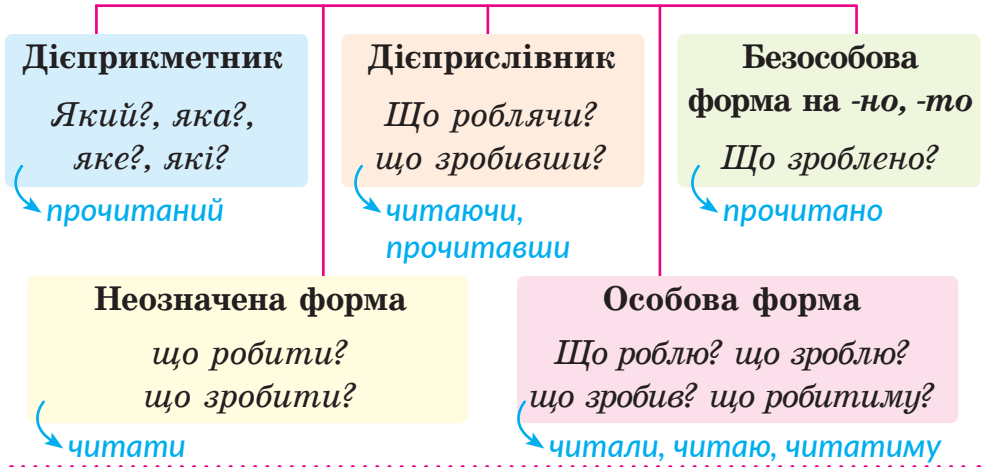 Дієприкметник
Який?, яка?,
яке?, які?
прочитаний
Дієприслівник
Що роблячи?
що зробивши?
читаючи,
прочитавши
Безособова
форма на -но, -то
Що зроблено?
прочитано
Неозначена форма
що робити?
що зробити?
читати
Особова форма
Що роблю? що зроблю?
що зробив? що робитиму?
читали, читаю, читатиму